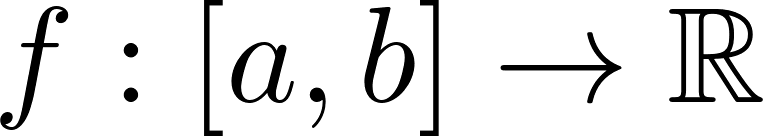 f : [a, b] → ℝ